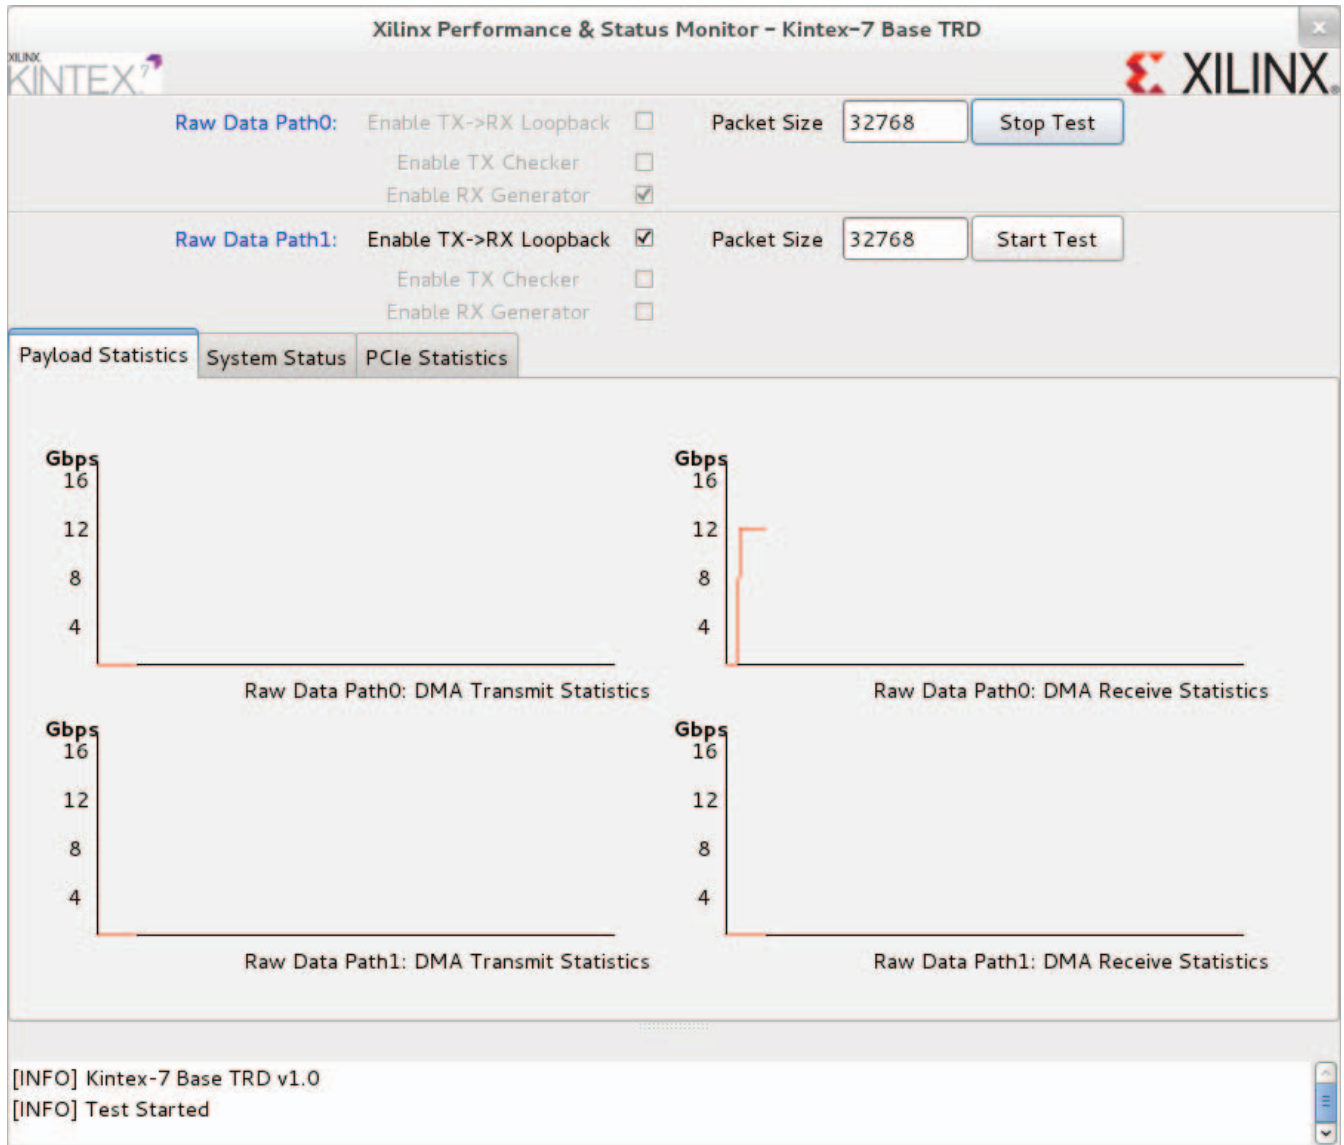 Xilinx Performance & Status Monitor - Kintex-7 Base TRD
XILINX
KINTEX.7
XILINX®
Raw Data Path0: Enable TX->RX Loopback Packet Size 32768 Stop Test
Enable TX Checker
Enable RX Generator
Raw Data Path1: Enable TX->RX Loopback Packet Size 32768 Start Test
Enable TX Checker
Enable RX Generator
Payload Statistics System Status PCIe Statistics
Gbps Gbps
16 16
12 12
8 8
4 4
Raw Data Path0: DMA Transmit Statistics Raw Data Path0: DMA Receive Statistics
Gbps Gbps
16 16
12 12
8 8
4 4
Raw Data Path1: DMA Transmit Statistics Raw Data Path1: DMA Receive Statistics
[INFO] Kintex-7 Base TRD v1.0
[INFO] Test Started